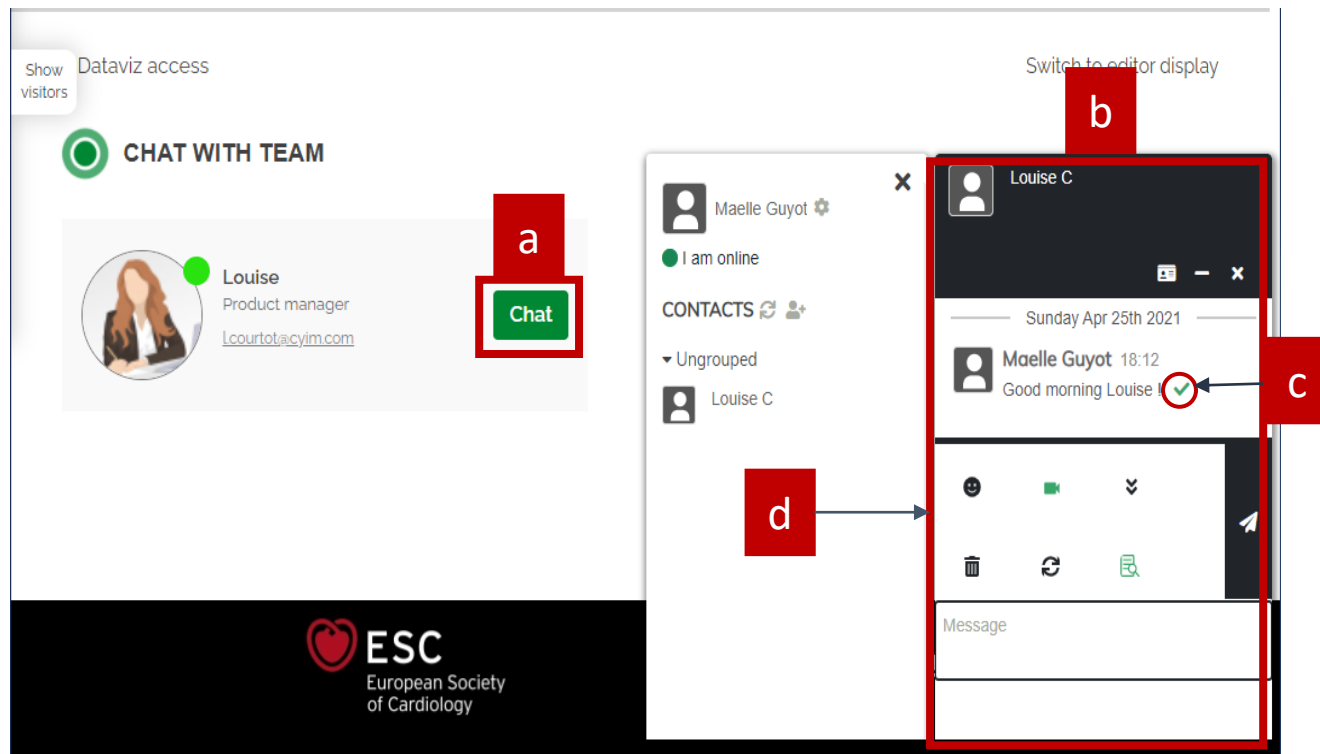 Show
visitors
Dataviz access
Switch to editor display
CHAT WITH TEAM
a
Louise
Product manager
l.courtot@cyim.com
Chat
Maelle Guyot
I am online
CONTACTS
Ungrouped
Louise C
b
Louise C
Sunday Apr 25th 2021
Maelle Guyot 18:12
Good morning Louise !
c
d
Message
ESC
European Society
of Cardiology